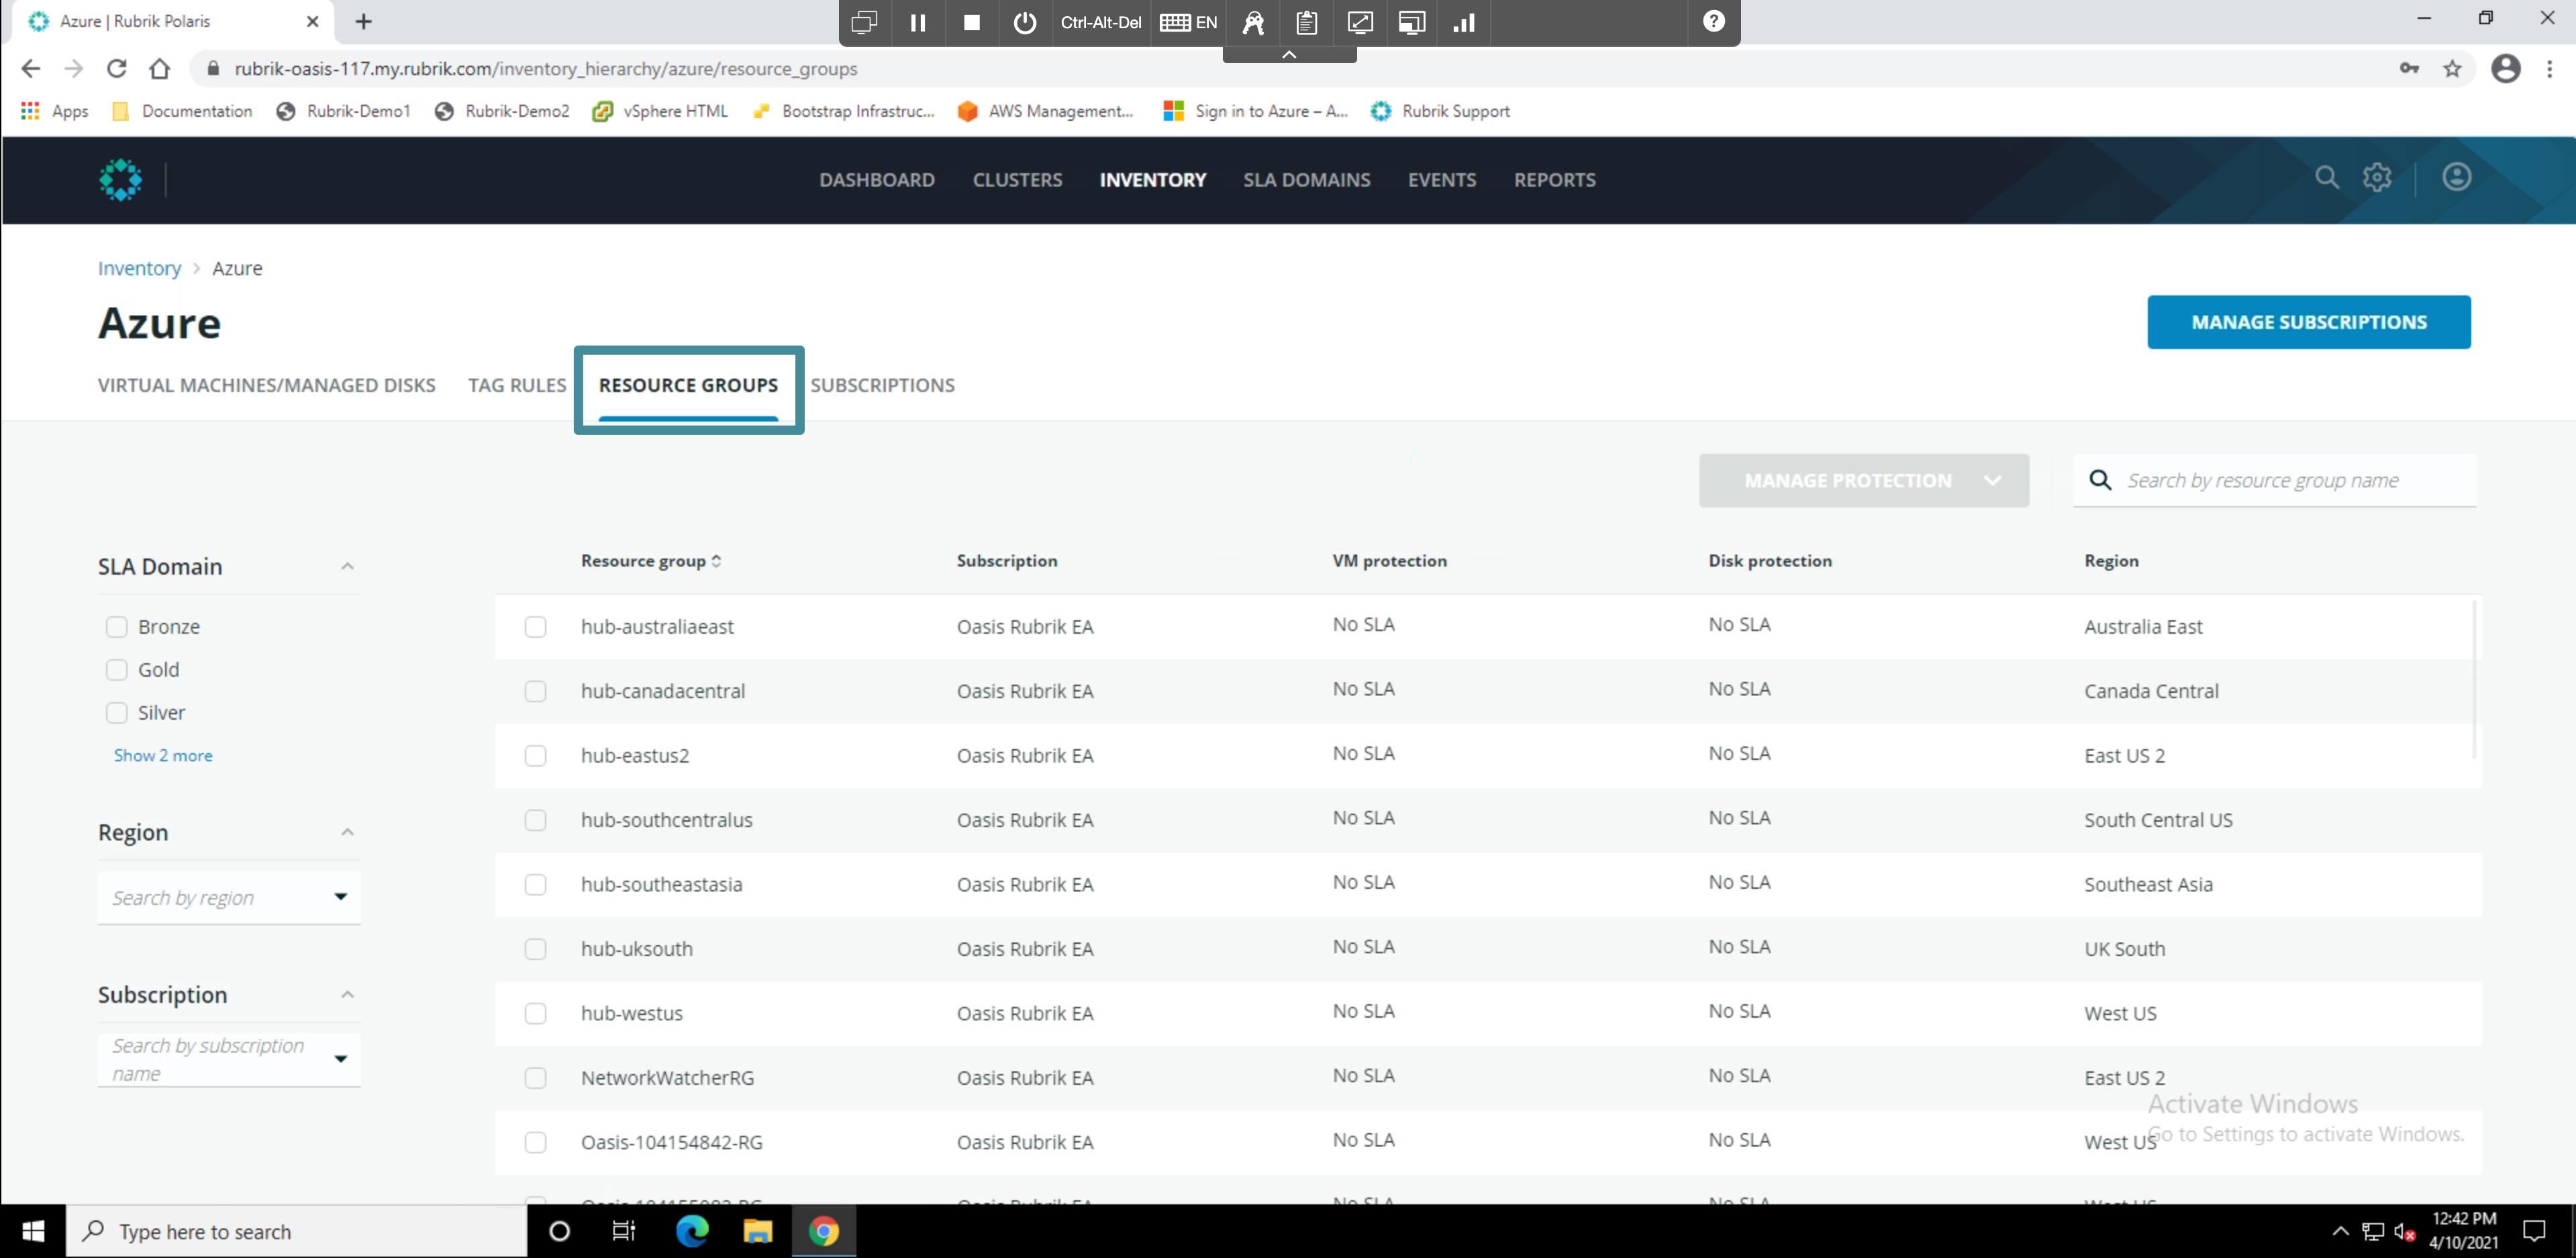 Azure | Rubrik Polaris
Ctrl-Alt-Del EN
rubrik-oasis-117.my.rubrik.com/inventory_hierarchy/azure/resource_groups
Apps Documentation Rubrik-Demo1 Rubrik-Demo2 vSphere HTML Bootstrap Infrastruc... AWS Management... Sign in to Azure – A... Rubrik Support
DASHBOARD CLUSTERS INVENTORY SLA DOMAINS EVENTS REPORTS
Inventory > Azure
Azure
MANAGE SUBSCRIPTIONS
VIRTUAL MACHINES/MANAGED DISKS TAG RULES RESOURCE GROUPS SUBSCRIPTIONS
MANAGE PROTECTION
Search by resource group name
SLA Domain
Bronze
Gold
Silver
Show 2 more
Region
Search by region
Subscription
Search by subscription
name
Resource group Subscription VM protection Disk protection Region
hub-australiaeast Oasis Rubrik EA No SLA No SLA Australia East
hub-canadacentral Oasis Rubrik EA No SLA No SLA Canada Central
hub-eastus2 Oasis Rubrik EA No SLA No SLA East US 2
hub-southcentralus Oasis Rubrik EA No SLA No SLA South Central US
hub-southeastasia Oasis Rubrik EA No SLA No SLA Southeast Asia
hub-uksouth Oasis Rubrik EA No SLA No SLA UK South
hub-westus Oasis Rubrik EA No SLA No SLA West US
NetworkWatcherRG Oasis Rubrik EA No SLA No SLA East US 2
Oasis-104154842-RG Oasis Rubrik EA No SLA No SLA West US
Activate Windows
Go to Settings to activate Windows.
Type here to search
12:42 PM
4/10/2021